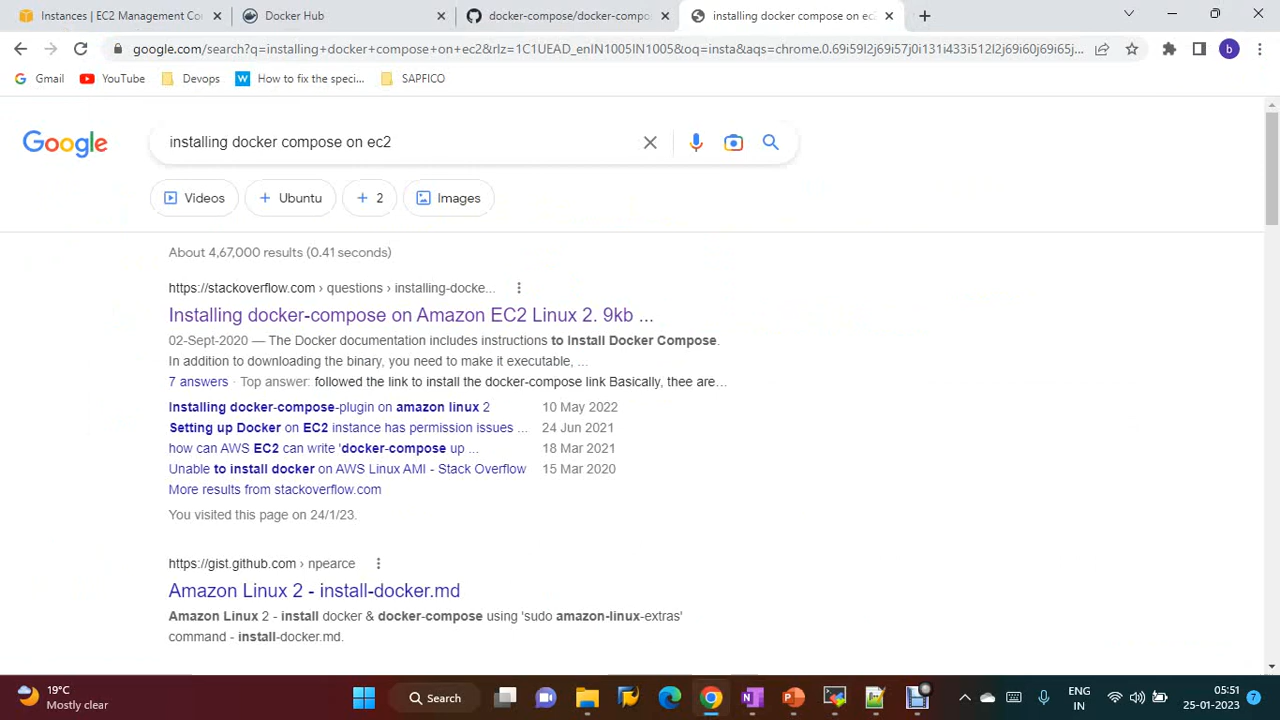 Instances | EC2 Management Co
Docker Hub
docker-compose/docker-compo
installing docker compose on ec2
google.com/search?q=installing+docker+compose+on+ec2&rlz=1C1UEAD_enIN1005IN1005&oq=insta&aqs=chrome.0.69i59l2j69i57j0i131i433i512l2j69i60j69i65j...
b
Gmail
YouTube
Devops
W How to fix the speci...
SAPFICO
Google
installing docker compose on ec2
Videos
+ Ubuntu
+ 2
Images
About 4,67,000 results (0.41 seconds)
https://stackoverflow.com › questions › installing-docke...
Installing docker-compose on Amazon EC2 Linux 2. 9kb ...
02-Sept-2020 — The Docker documentation includes instructions to install Docker Compose.
In addition to downloading the binary, you need to make it executable, ...
7 answers · Top answer: followed the link to install the docker-compose link Basically, thee are...
Installing docker-compose-plugin on amazon linux 2 10 May 2022
Setting up Docker on EC2 instance has permission issues ... 24 Jun 2021
how can AWS EC2 can write 'docker-compose up ... 18 Mar 2021
Unable to install docker on AWS Linux AMI - Stack Overflow 15 Mar 2020
More results from stackoverflow.com
You visited this page on 24/1/23.
https://gist.github.com › npearce
Amazon Linux 2 - install-docker.md
Amazon Linux 2 - install docker & docker-compose using 'sudo amazon-linux-extras'
command - install-docker.md.
19°C
Mostly clear
Search
ENG
IN
05:51
25-01-2023
7